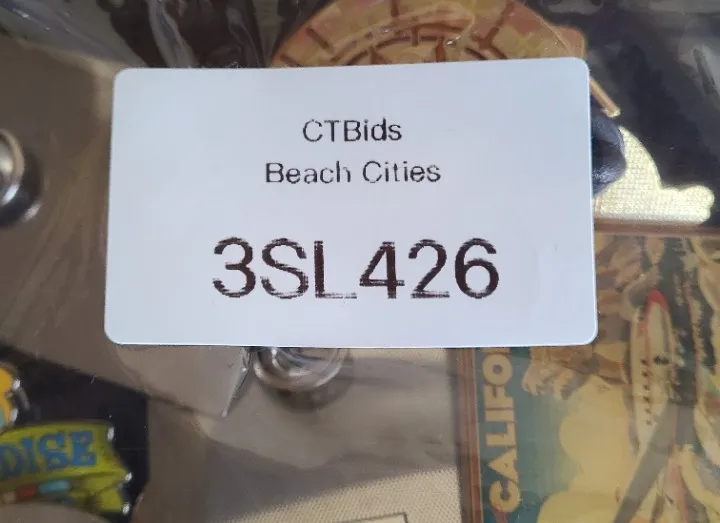 CTBids
Beach Cities
3SL426
DISE
CALIFO